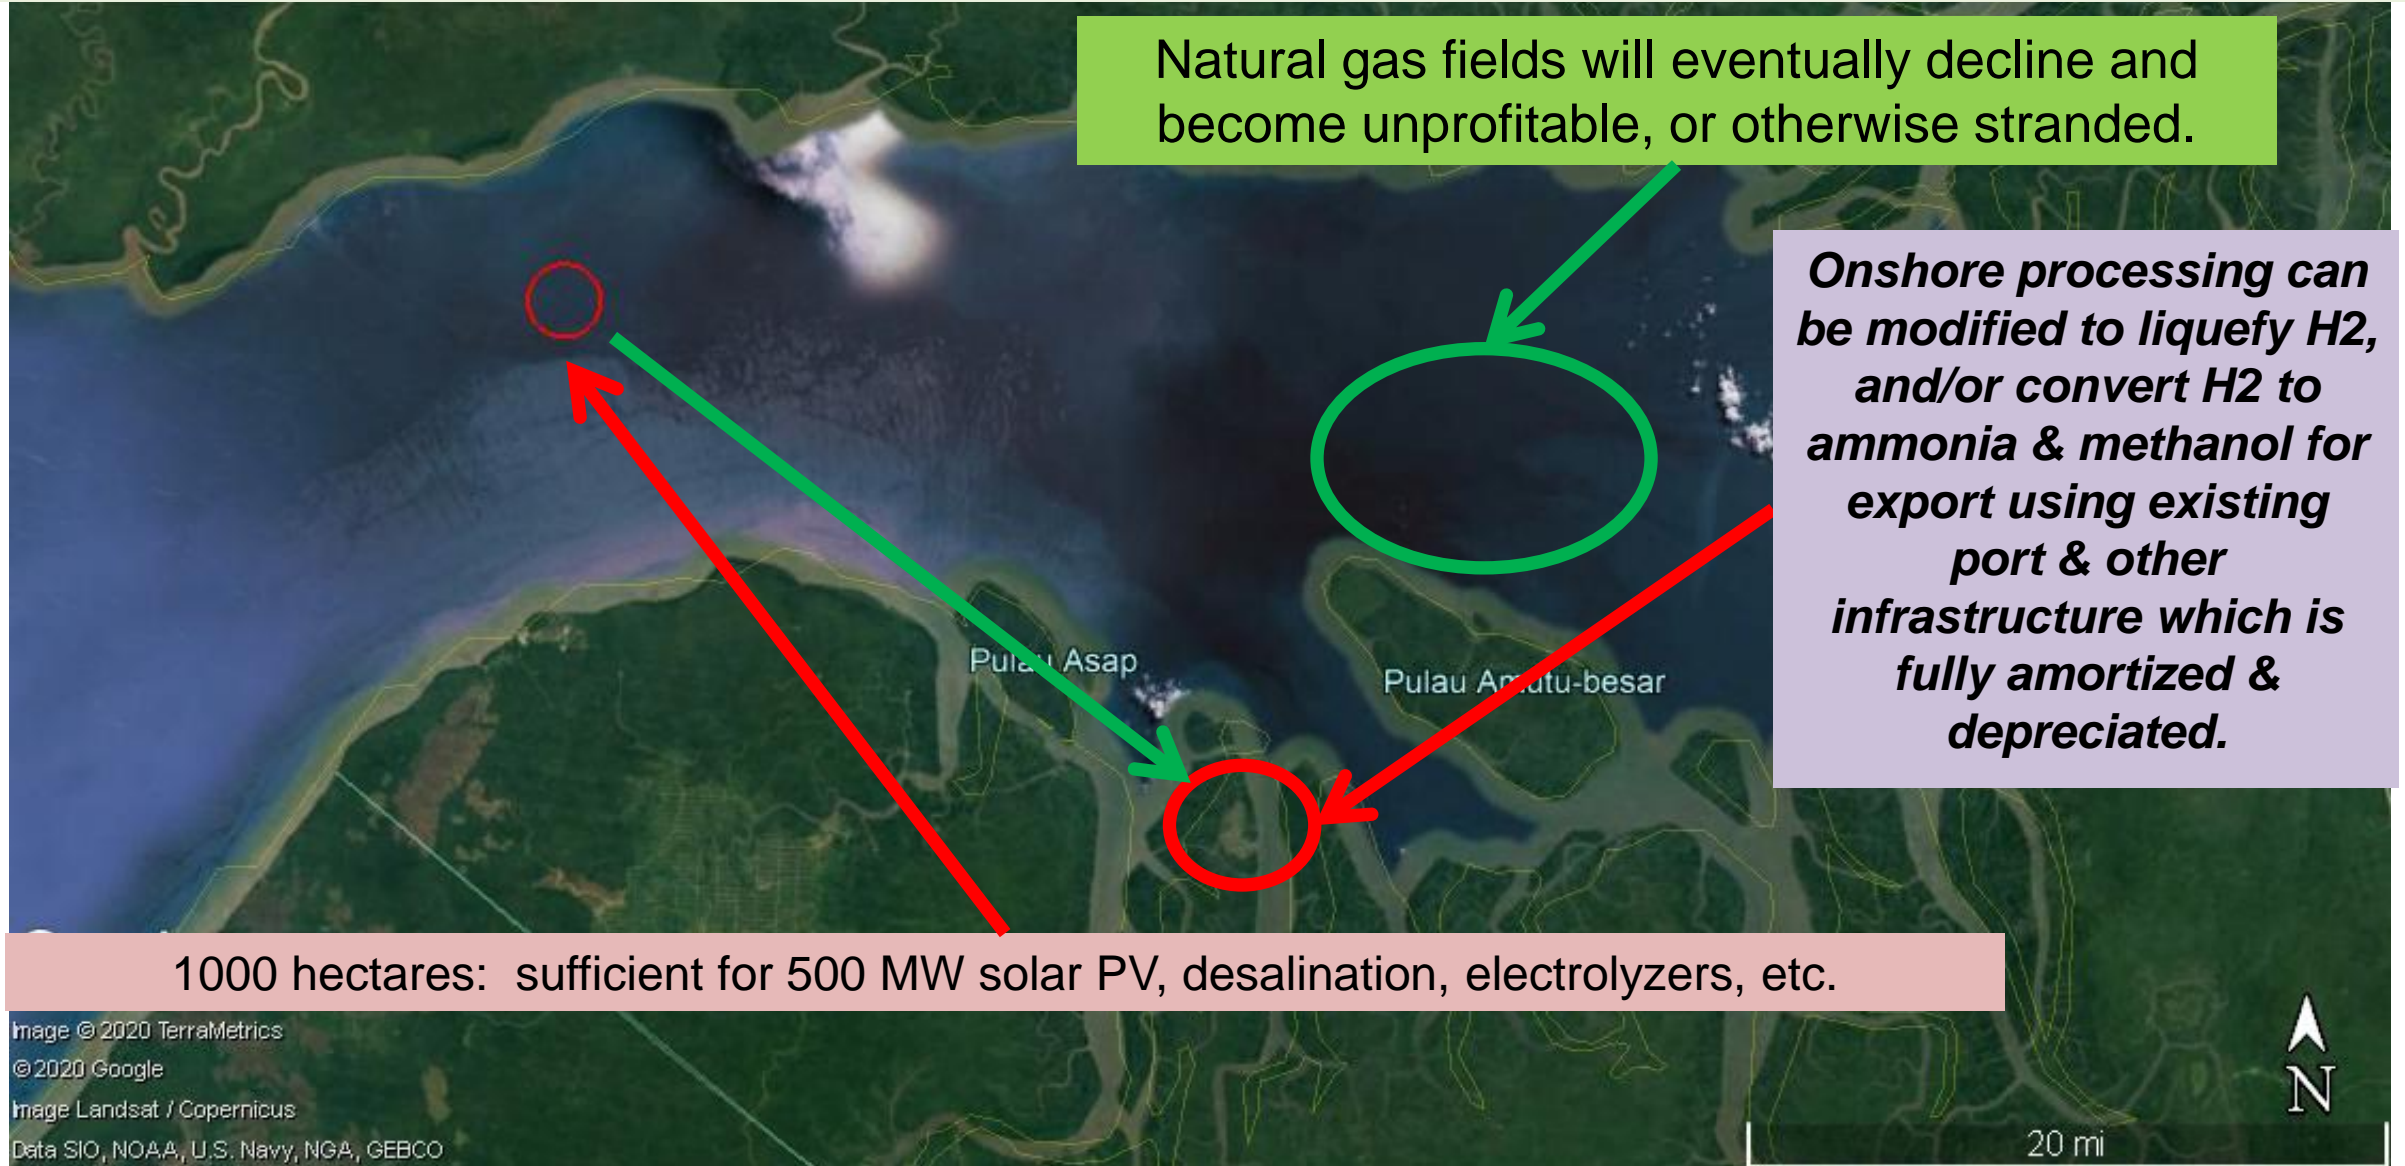 Natural gas fields will eventually decline and
become unprofitable, or otherwise stranded.
Onshore processing can
be modified to liquefy H2,
and/or convert H2 to
ammonia & methanol for
export using existing
port & other
infrastructure which is
fully amortized &
depreciated.
Pulau Asap
Pulau Amutu-besar
1000 hectares: sufficient for 500 MW solar PV, desalination, electrolyzers, etc.
Image © 2020 TerraMetrics
© 2020 Google
Image Landsat / Copernicus
Data SIO, NOAA, U.S. Navy, NGA, GEBCO
N
20 mi